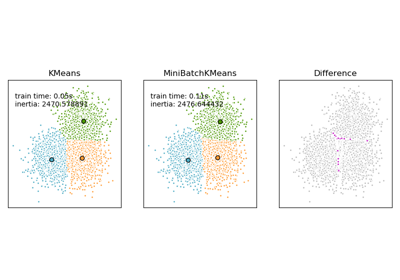 KMeans
MiniBatchKMeans
Difference
train time: 0.05s
inertia: 2470.578891
train time: 0.11s
inertia: 2476.644432